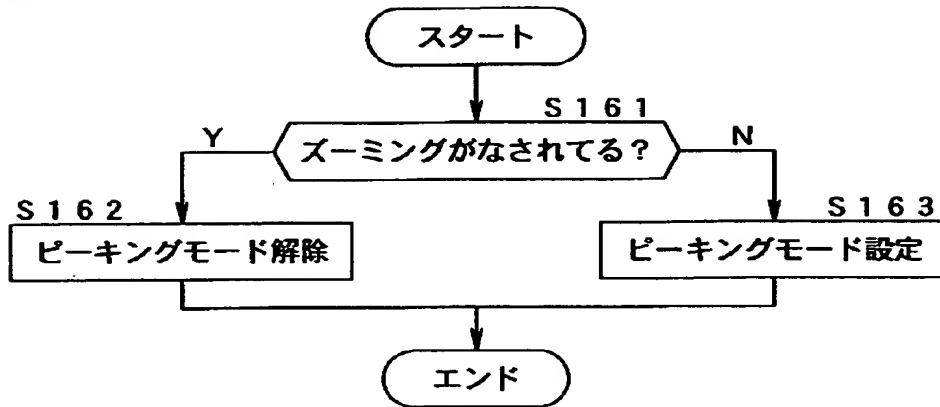 スタート
S161
ズーミングがなされてる？
Y
N
S162
S163
ピーキングモード解除
ピーキングモード設定
エンド